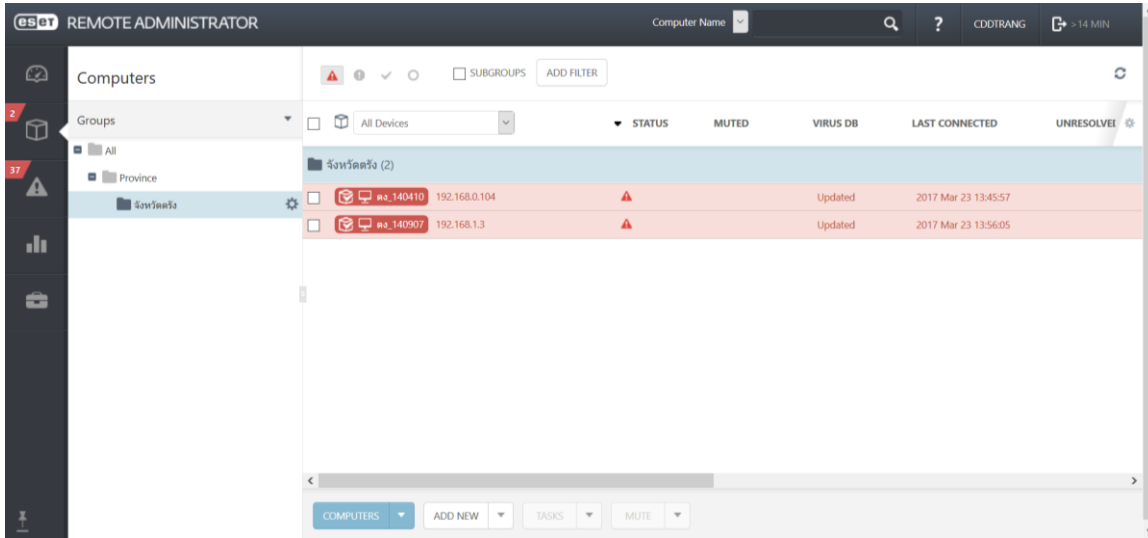 eseT REMOTE ADMINISTRATOR Computer Name ? CDDTRANG >14 MIN
Computers SUBGROUPS ADD FILTER
2
Groups All Devices STATUS MUTED VIRUS DB LAST CONNECTED UNRESOLVED
All
จังหวัดตรัง (2)
37
Province
ตง_140410 192.168.0.104 Updated 2017 Mar 23 13:45:57
จังหวัดตรัง
ตง_140907 192.168.1.3 Updated 2017 Mar 23 13:56:05
COMPUTERS ADD NEW TASKS MUTE